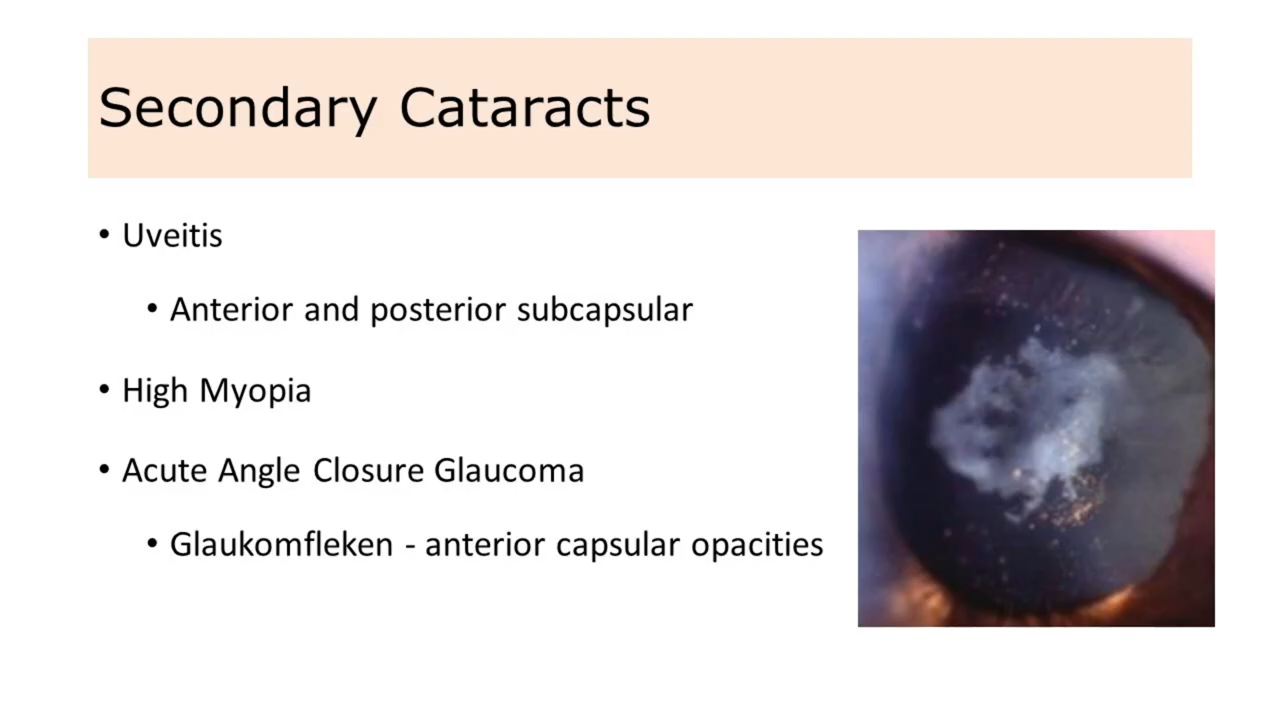 Secondary Cataracts
• Uveitis
• Anterior and posterior subcapsular
• High Myopia
• Acute Angle Closure Glaucoma
• Glaukomfleken - anterior capsular opacities